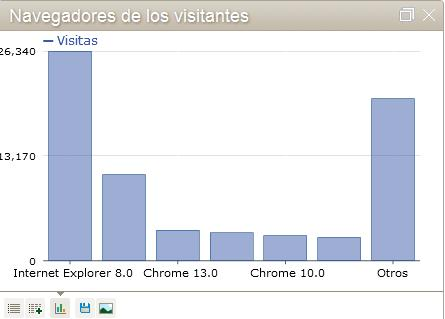 Navegadores de los visitantes
Visitas
26,340
13,170
0
Internet Explorer 8.0 Chrome 13.0 Chrome 10.0 Otros